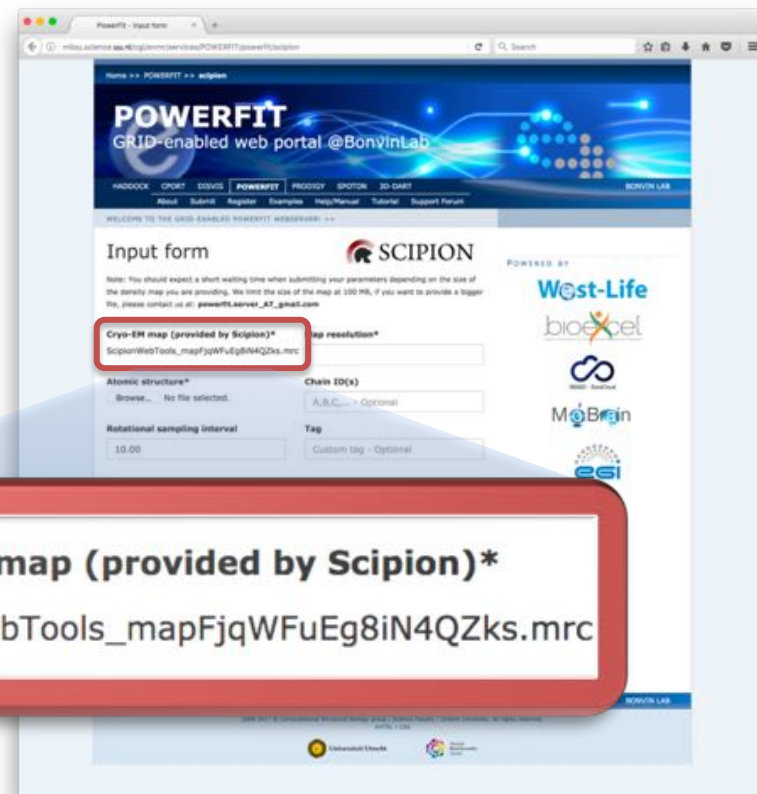 PowerFit - Input form
Search
Home >> POWERFIT >> scipion
POWERFIT
GRID-enabled web portal @BonvinLab
HADDOCK CPORT DISVIS POWERFIT PRODIGY SPOTON 3D-DART
BONVIN LAB
About Submit Register Examples Help/Manual Tutorial Support Forum
WELCOME TO THE GRID-ENABLED POWERFIT WEBSERVER! >>
Input form
SCIPION
Note: You should expect a short waiting time when submitting your parameters depending on the size of
the density map you are providing. We limit the size of the map at 100 MB, if you want to provide a bigger
file, please contact us at: powerfit.server_AT_gmail.com
POWERED BY
West-Life
bioexcel
Cryo-EM map (provided by Scipion)*
ap resolution*
ScipionWebTools_mapFjqWFuEg8iN4QZks.mrc
Atomic structure*
Chain ID(s)
Browse... No file selected.
A,B,C,... - Optional
MoBrain
Rotational sampling interval
Tag
10.00
Custom tag - Optional
egi
map (provided by Scipion)*
bTools_mapFjqWFuEg8iN4QZks.mrc
BONVIN LAB
Universiteit Utrecht